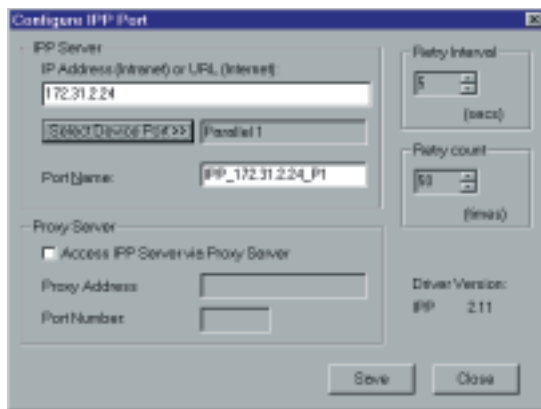 Configure IPP Port
IPP Server
IP Address (Intranet) or URL (Internet):
172.31.2.24
Select Device Port >> Parallel 1
Port Name: IPP_172.31.2.24_P1
Retry Interval
5
(secs)
Retry count
50
(times)
Proxy Server
Access IPP Server via Proxy Server
Proxy Address
Port Number:
Driver Version:
IPP 2.11
Save Close